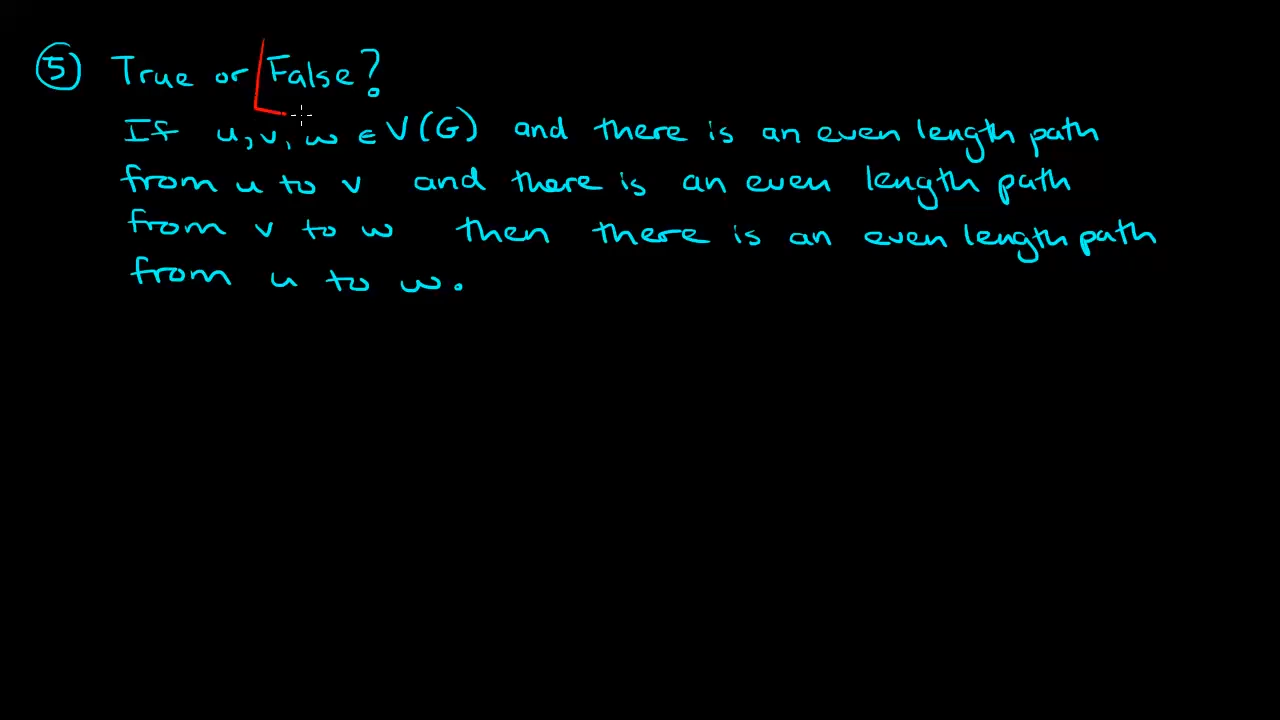 ⑤ True or False?
If u, v, w ∈ V(G) and there is an even length path
from u to v and there is an even length path
from v to w then there is an even length path
from u to w.